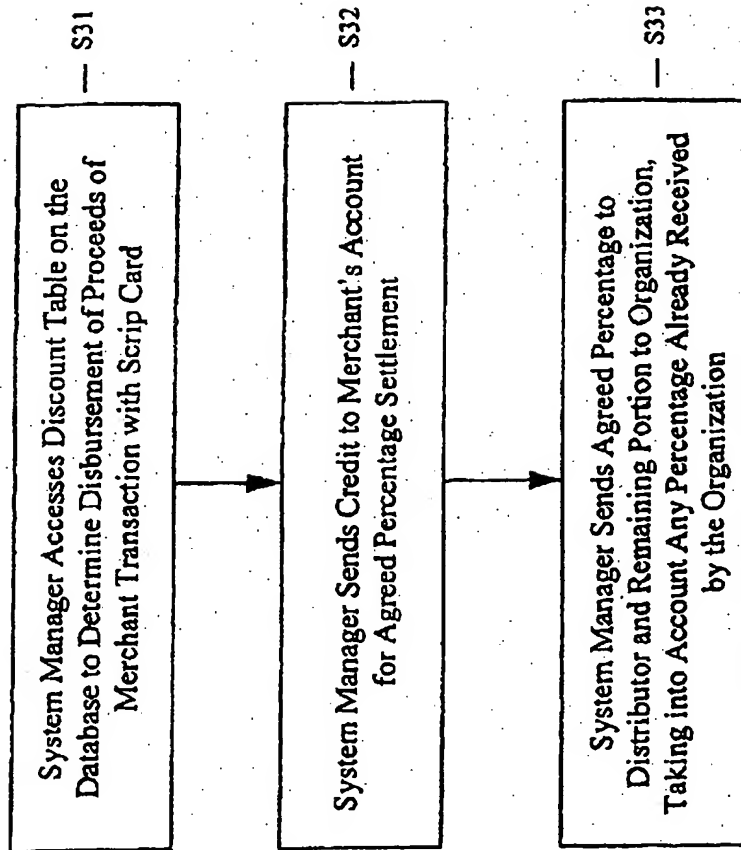 System Manager Accesses Discount Table on the
Database to Determine Disbursement of Proceeds of
Merchant Transaction with Scrip Card
S31
System Manager Sends Credit to Merchant's Account
for Agreed Percentage Settlement
S32
System Manager Sends Agreed Percentage to
Distributor and Remaining Portion to Organization,
Taking into Account Any Percentage Already Received
by the Organization
S33